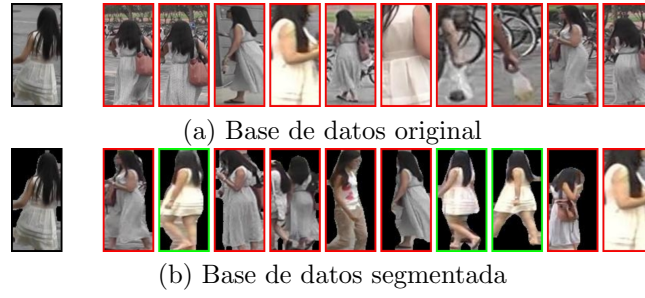 (a) Base de datos original
(b) Base de datos segmentada